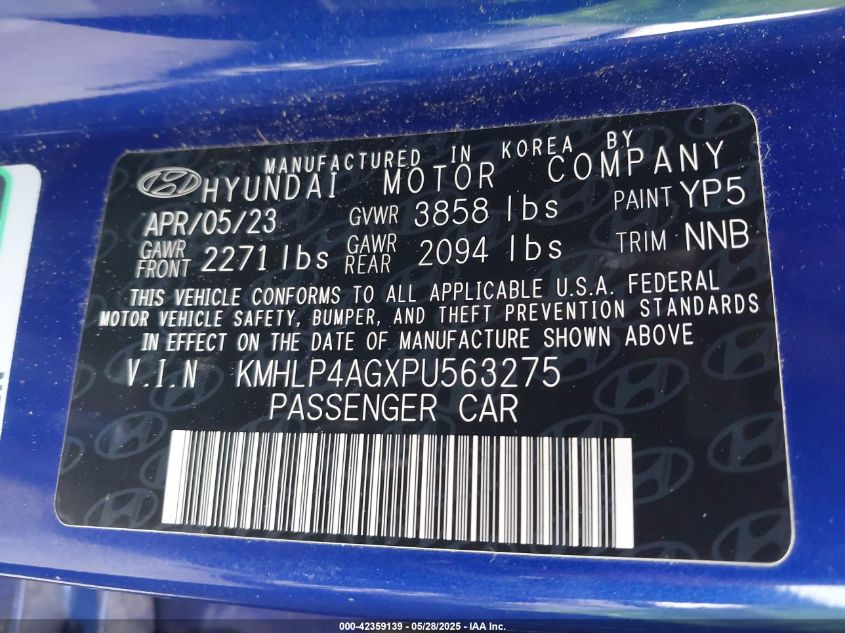 MANUFACTURED IN KOREA BY
HYUNDAI MOTOR COMPANY
APR/05/23 GVWR 3858 lbs PAINT YP5
GAWR FRONT 2271 lbs GAWR REAR 2094 lbs TRIM NNB
THIS VEHICLE CONFORMS TO ALL APPLICABLE U.S.A. FEDERAL
MOTOR VEHICLE SAFETY, BUMPER, AND THEFT PREVENTION STANDARDS
IN EFFECT ON THE DATE OF MANUFACTURE SHOWN ABOVE
V.I.N KMHLP4AGXPU563275
PASSENGER CAR
000-42359139 - 05/28/2025 - IAA Inc.